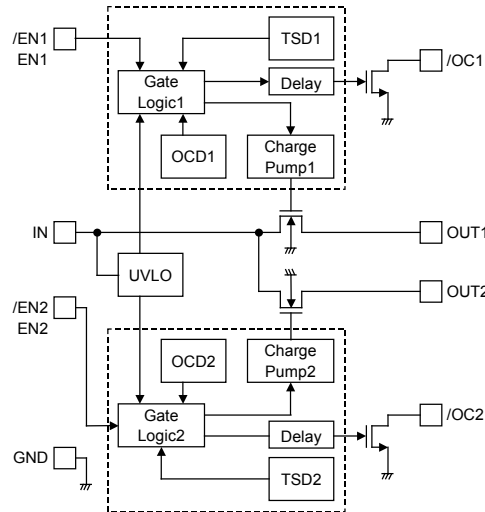 /EN1
EN1
TSD1
/OC1
Gate
Logic1
Delay
OCD1
Charge
Pump1
IN
OUT1
UVLO
OUT2
/EN2
EN2
OCD2
Charge
Pump2
/OC2
Gate
Logic2
Delay
GND
TSD2